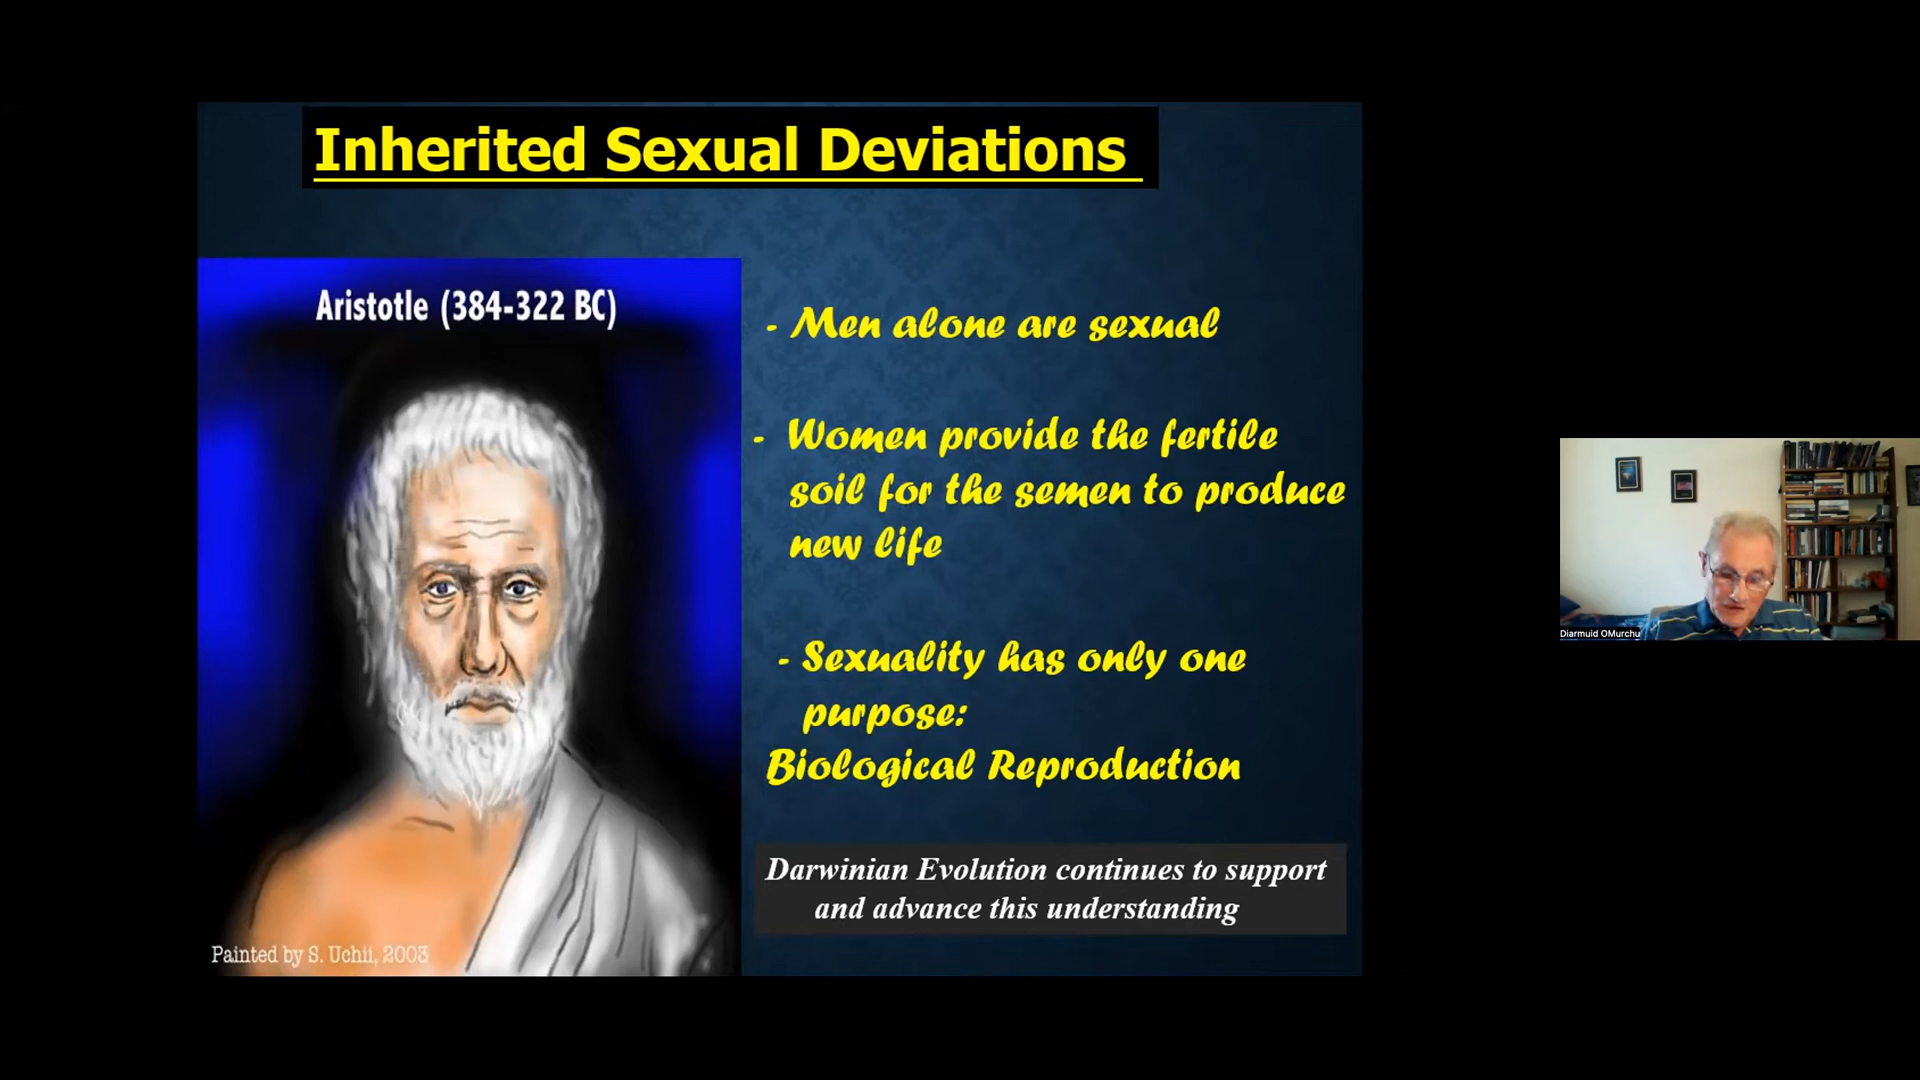 Inherited Sexual Deviations
Aristotle (384-322 BC)
- Men alone are sexual
- Women provide the fertile
soil for the semen to produce
new life
- Sexuality has only one
purpose:
Biological Reproduction
Darwinian Evolution continues to support
and advance this understanding
Painted by S. Uchii, 2003
Diarmuid OMurchu